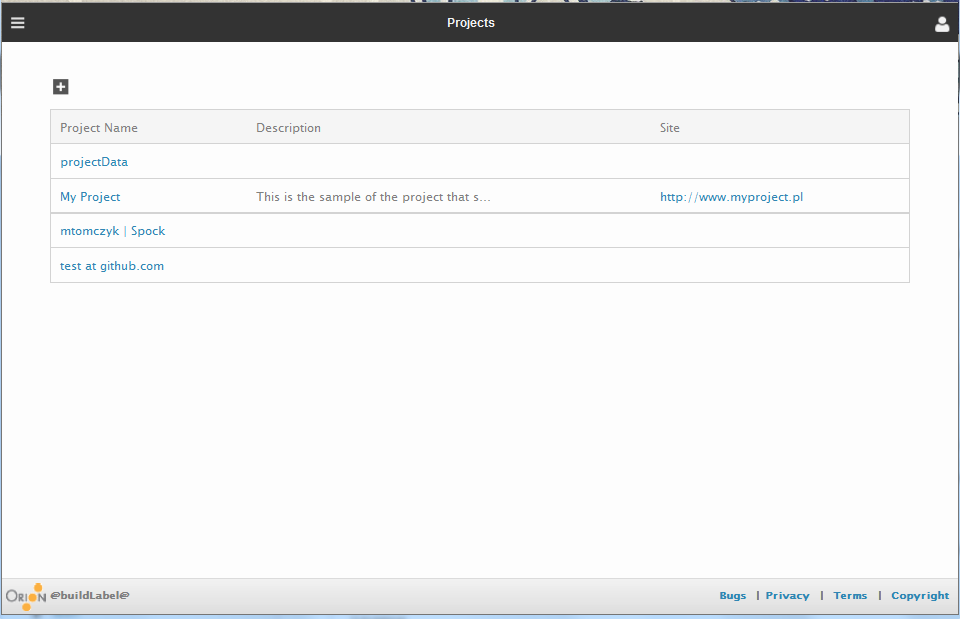 Projects
Project Name Description Site
projectData
My Project This is the sample of the project that s... http://www.myproject.pl
mtomczyk | Spock
test at github.com
ORION @buildLabel@ Bugs | Privacy | Terms | Copyright